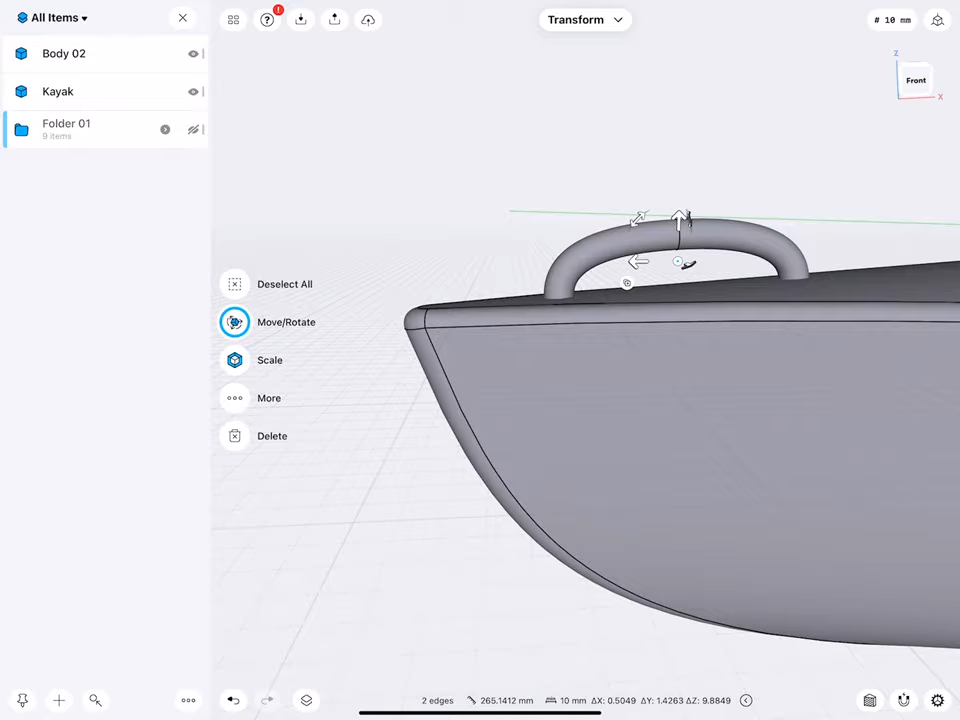 All Items
Transform
# 10 mm
Body 02
Kayak
Folder 01
9 items
Z
Front
X
Deselect All
Move/Rotate
Scale
More
Delete
2 edges 265.1412 mm 10 mm ΔX: 0.5049 ΔY: 1.4263 ΔZ: 9.8849